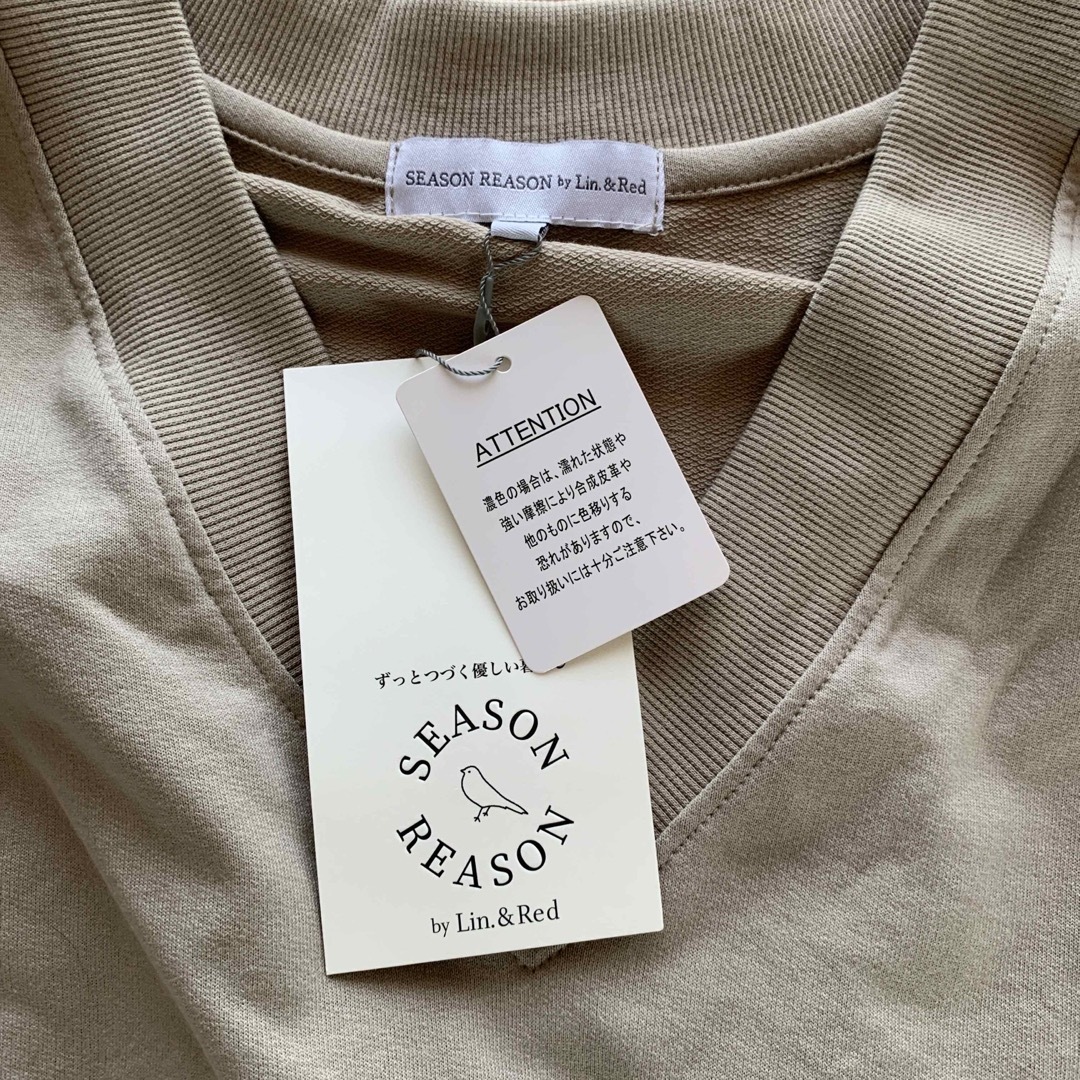 SEASON REASON by Lin.&Red
ATTENTION
濃色の場合は、濡れた状態や
強い摩擦により合成皮革や
他のものに色移りする
恐れがありますので、
お取り扱いには十分ご注意下さい。
ずっとつづく優しい
SEASON
REASON
by Lin.&Red